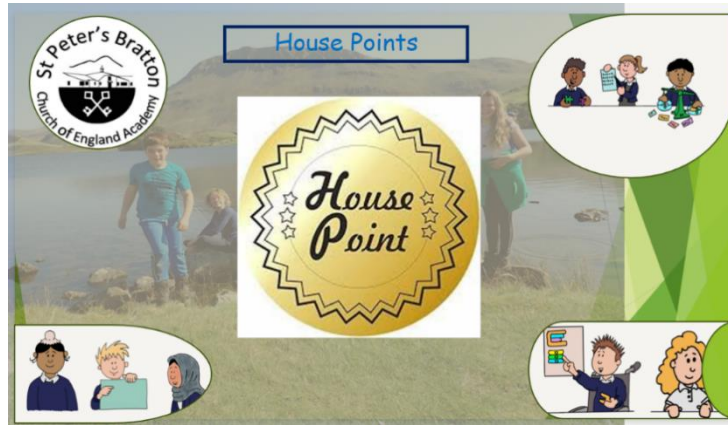 House Points
St Peter's Bratton
Church of England Academy
House
Point